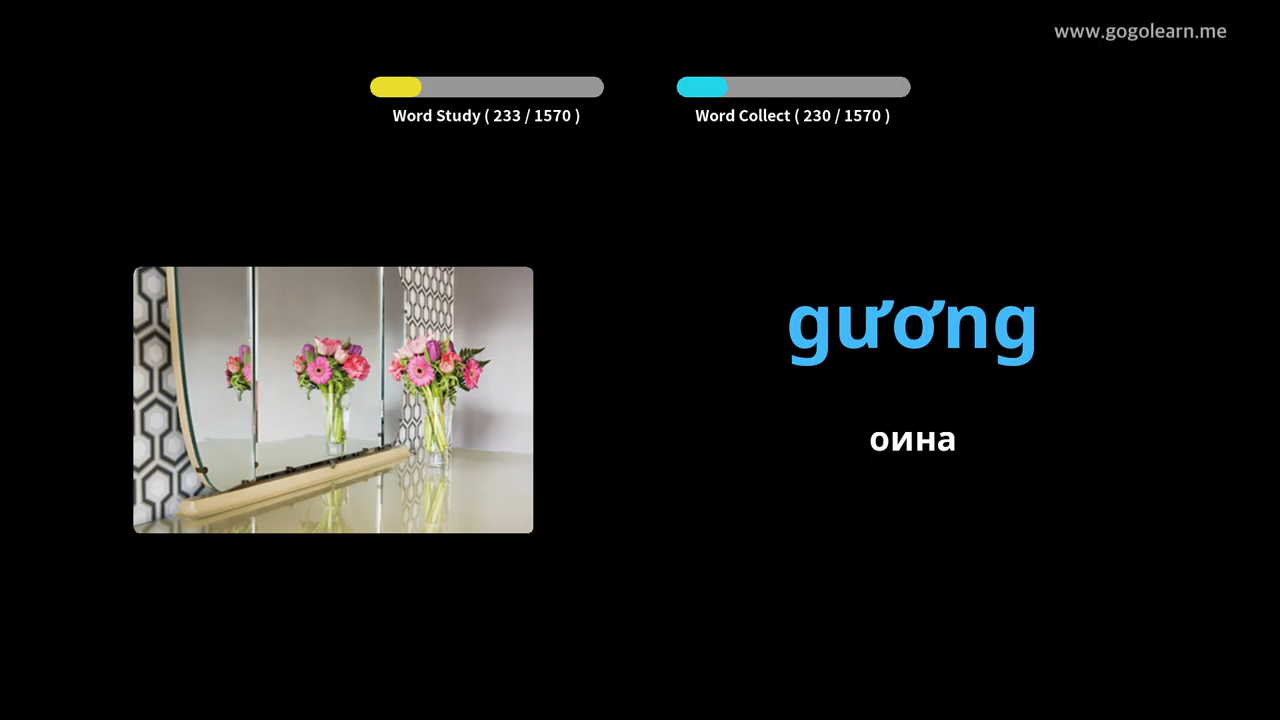 www.gogolearn.me
Word Study ( 233 / 1570 )
Word Collect ( 230 / 1570 )
gương
оина